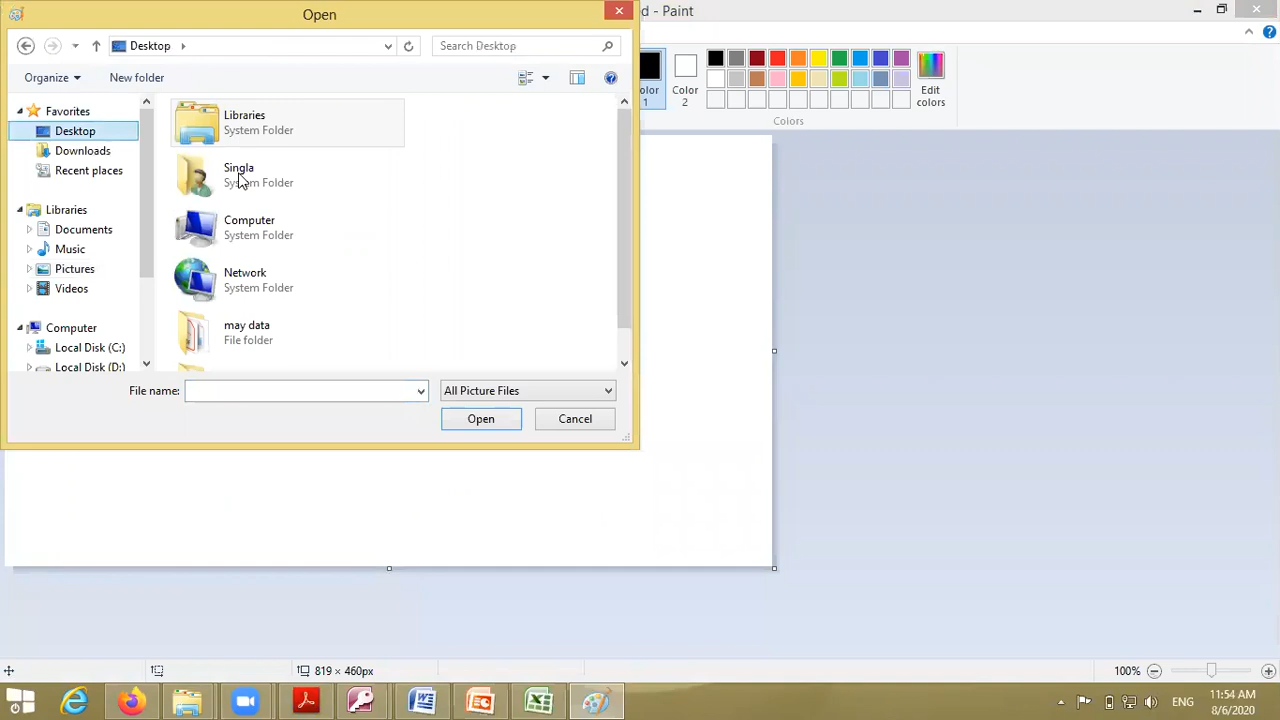 Open
d - Paint
Desktop
Search Desktop
Organize
New folder
olor
1
Color
2
Edit
colors
Colors
Favorites
Desktop
Downloads
Recent places
Libraries
Documents
Music
Pictures
Videos
Computer
Local Disk (C:)
Local Disk (D:)
Libraries
System Folder
Singla
System Folder
Computer
System Folder
Network
System Folder
may data
File folder
File name:
All Picture Files
Open
Cancel
819 × 460px
100%
ENG
11:54 AM
8/6/2020